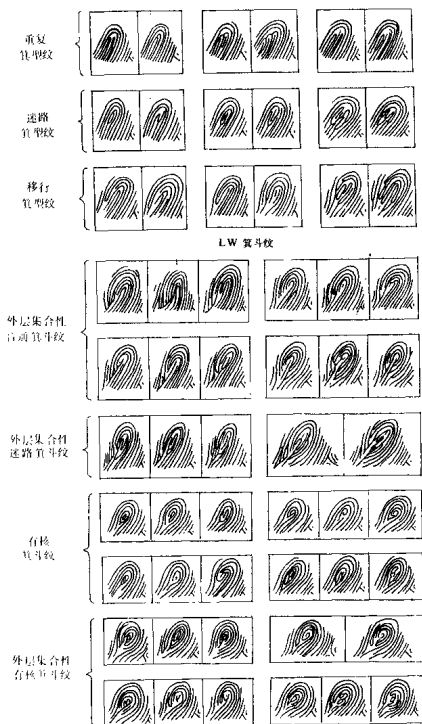 重复
箕型纹
迷路
箕型纹
移行
箕型纹
LW 箕斗纹
外层集合性
箕斗纹
外层集合性
迷路箕斗纹
有核
箕斗纹
外层集合性
有核箕斗纹